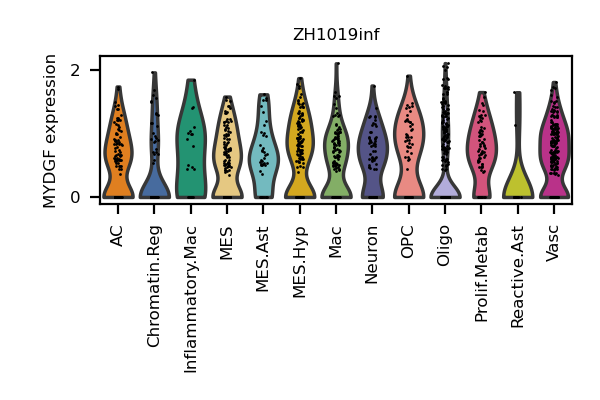 ZH1019inf
MYDGF expression
2
0
AC
Chromatin.Reg
Inflammatory.Mac
MES
MES.Ast
MES.Hyp
Mac
Neuron
OPC
Oligo
Prolif.Metab
Reactive.Ast
Vasc